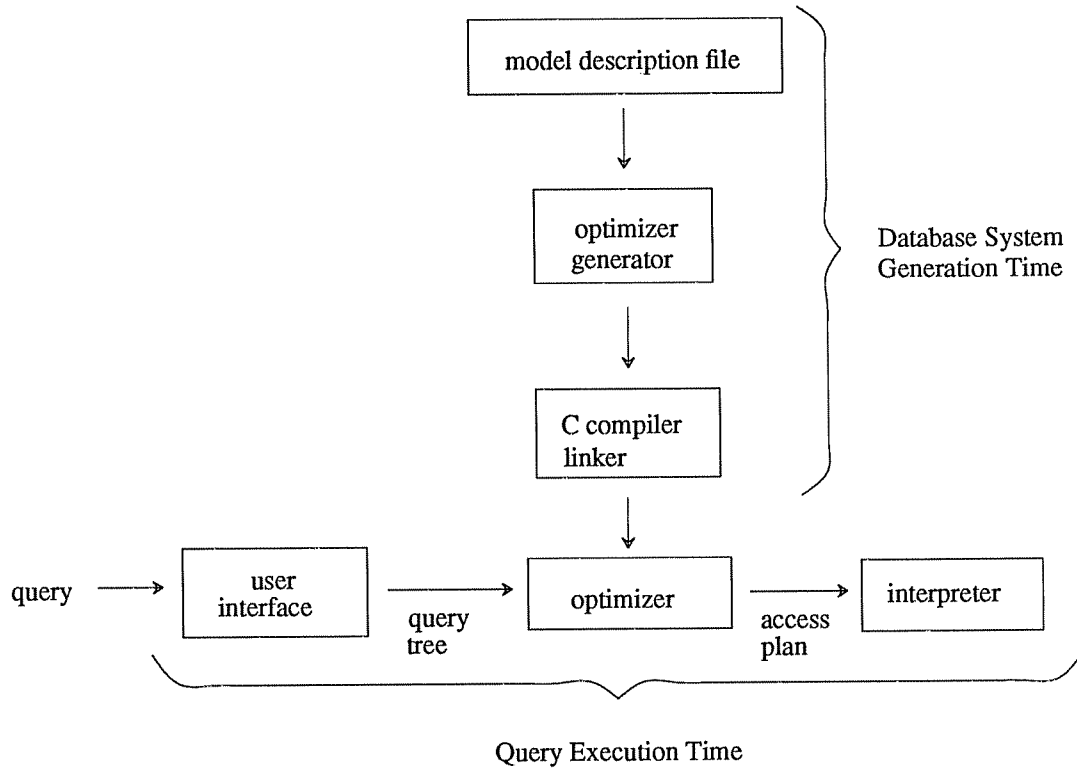 model description file
optimizer
generator
Database System
Generation Time
C compiler
linker
query
user
interface
query
tree
optimizer
access
plan
interpreter
Query Execution Time